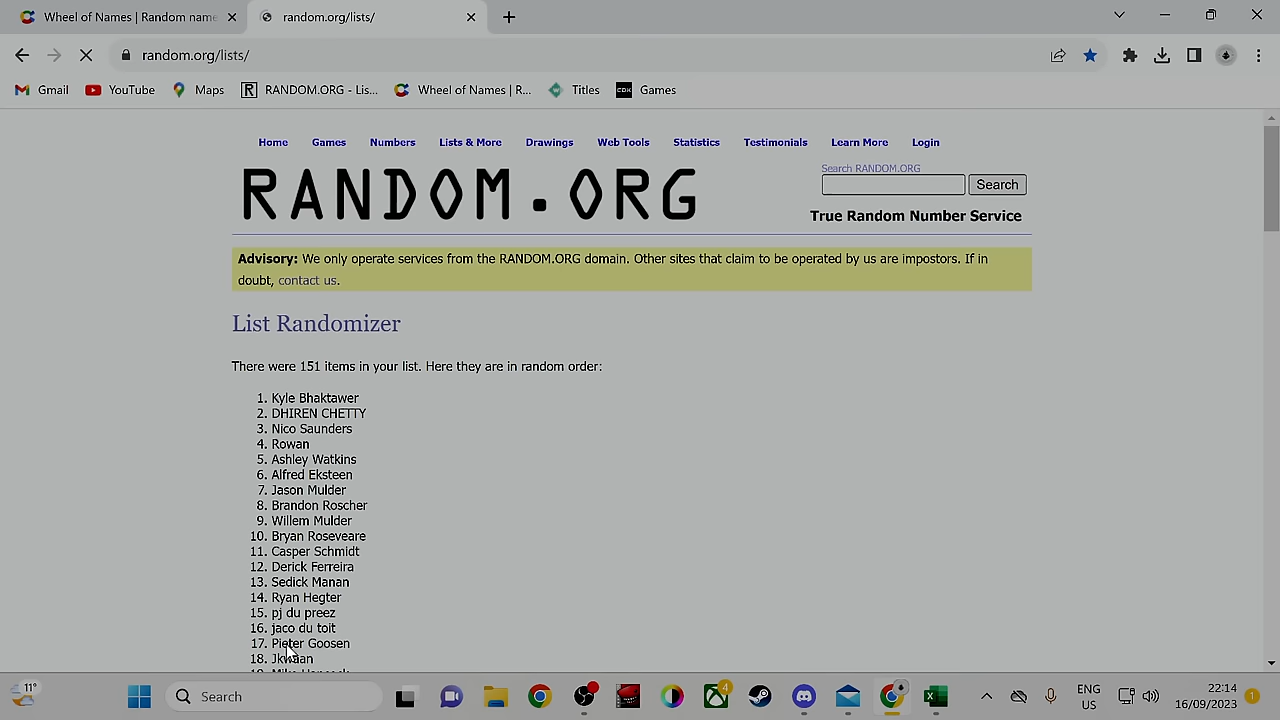 Wheel of Names | Random name
random.org/lists/
random.org/lists/
Gmail
YouTube
Maps
R
RANDOM.ORG - Lis...
Wheel of Names | R...
Titles
CDK
Games
Home
Games
Numbers
Lists & More
Drawings
Web Tools
Statistics
Testimonials
Learn More
Login
RANDOM.ORG
Search RANDOM.ORG
Search
True Random Number Service
Advisory: We only operate services from the RANDOM.ORG domain. Other sites that claim to be operated by us are impostors. If in
doubt, contact us.
List Randomizer
There were 151 items in your list. Here they are in random order:
1. Kyle Bhaktawer
2. DHIREN CHETTY
3. Nico Saunders
4. Rowan
5. Ashley Watkins
6. Alfred Eksteen
7. Jason Mulder
8. Brandon Roscher
9. Willem Mulder
10. Bryan Roseveare
11. Casper Schmidt
12. Derick Ferreira
13. Sedick Manan
14. Ryan Hegter
15. pj du preez
16. jaco du toit
17. Pieter Goosen
18.
11°
Search
4
ENG
US
22:14
16/09/2023
1